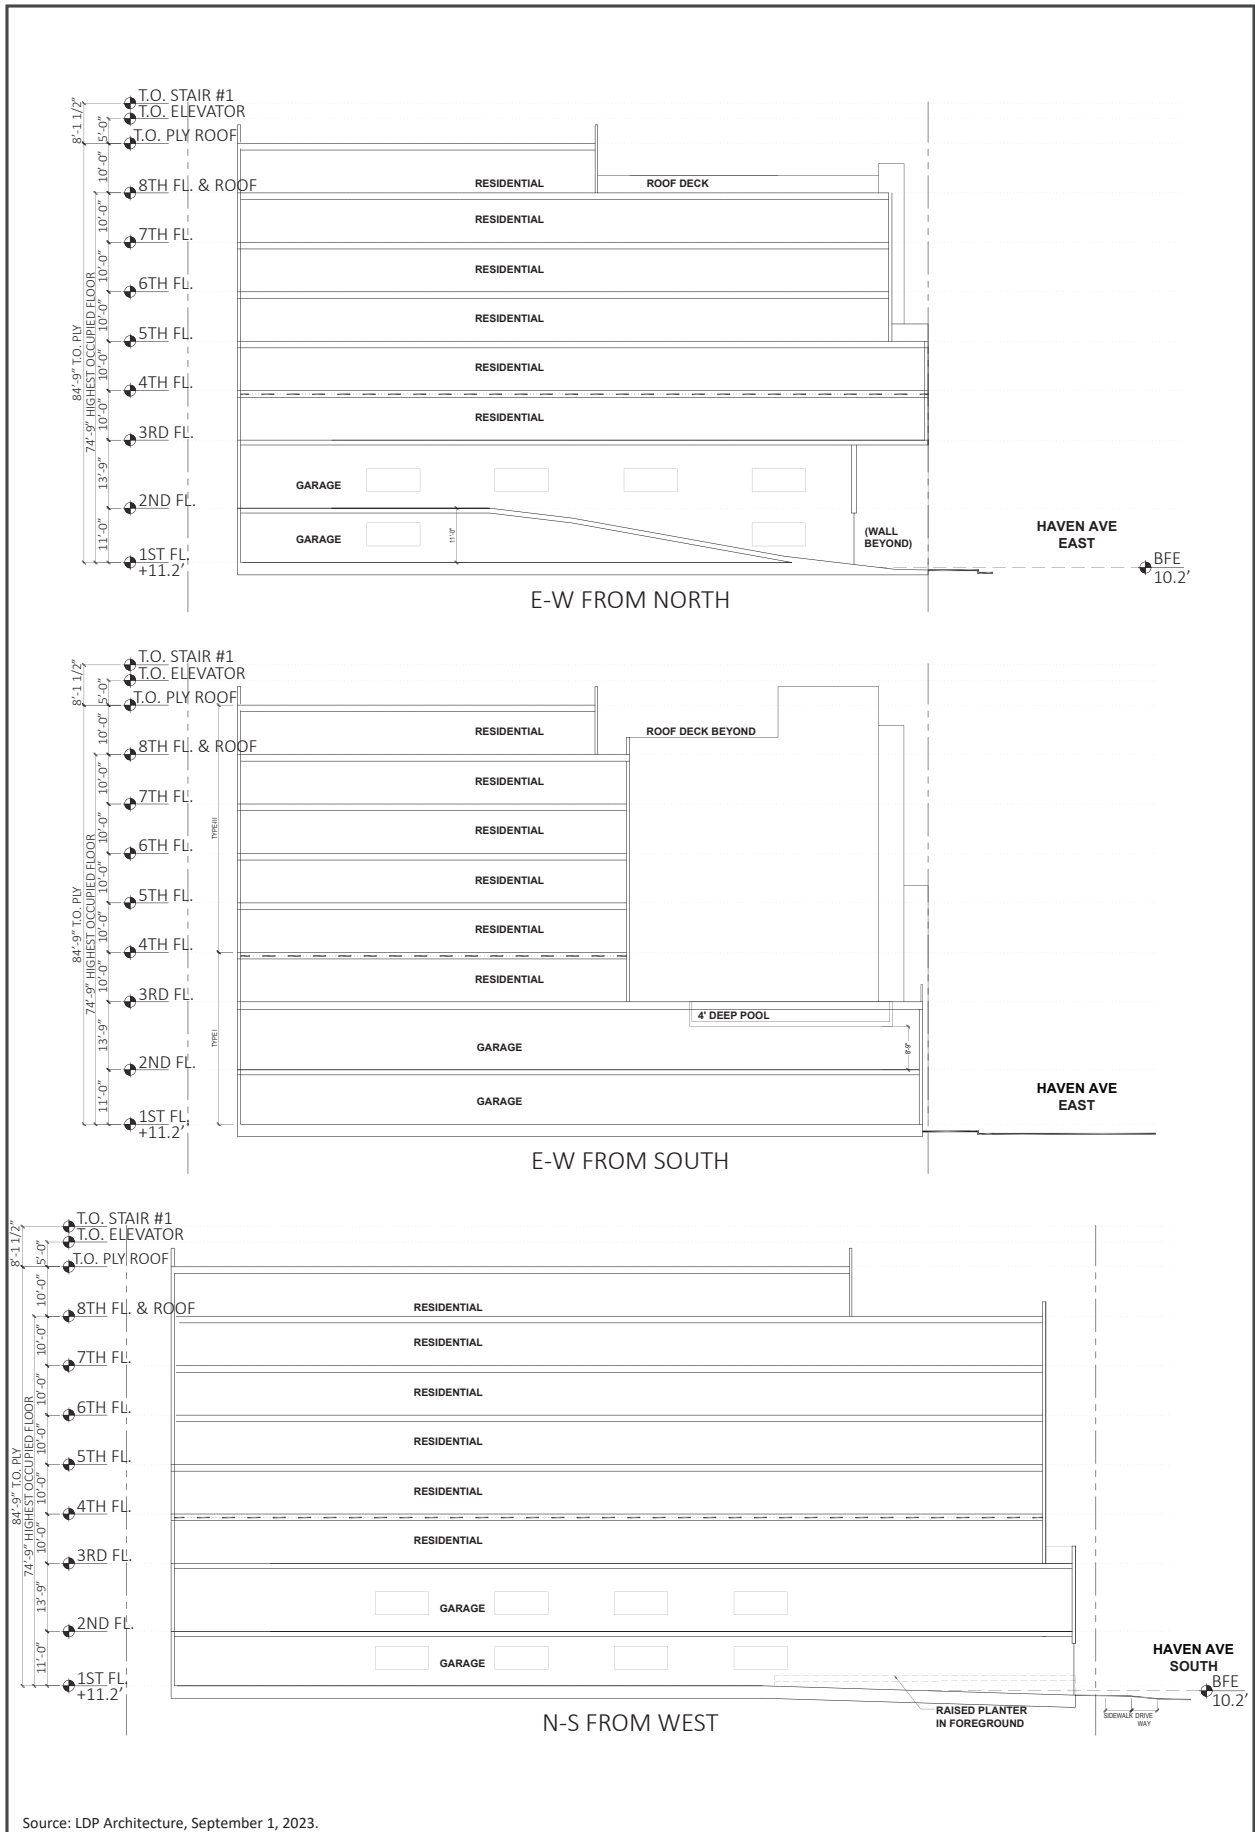 T.O. STAIR #1
T.O. ELEVATOR
T.O. PLY ROOF
8TH FL. & ROOF
7TH FL.
6TH FL.
5TH FL.
4TH FL.
3RD FL.
2ND FL.
1ST FL.
+11.2'
8'-1 1/2"
5'-0"
10'-0"
10'-0"
10'-0"
10'-0"
10'-0"
10'-0"
13'-9"
11'-0"
84'-9" T.O. PLY
74'-9" HIGHEST OCCUPIED FLOOR
RESIDENTIAL
ROOF DECK
RESIDENTIAL
RESIDENTIAL
RESIDENTIAL
RESIDENTIAL
RESIDENTIAL
GARAGE
GARAGE
11'-0"
(WALL
BEYOND)
HAVEN AVE
EAST
BFE
10.2'
E-W FROM NORTH
T.O. STAIR #1
T.O. ELEVATOR
T.O. PLY ROOF
8TH FL. & ROOF
7TH FL.
6TH FL.
5TH FL.
4TH FL.
3RD FL.
2ND FL.
1ST FL.
+11.2'
8'-1 1/2"
5'-0"
10'-0"
10'-0"
10'-0"
10'-0"
10'-0"
10'-0"
13'-9"
11'-0"
84'-9" T.O. PLY
74'-9" HIGHEST OCCUPIED FLOOR
TYPE III
TYPE I
RESIDENTIAL
ROOF DECK BEYOND
RESIDENTIAL
RESIDENTIAL
RESIDENTIAL
RESIDENTIAL
RESIDENTIAL
4' DEEP POOL
8'-9"
GARAGE
GARAGE
HAVEN AVE
EAST
E-W FROM SOUTH
T.O. STAIR #1
T.O. ELEVATOR
T.O. PLY ROOF
8TH FL. & ROOF
7TH FL.
6TH FL.
5TH FL.
4TH FL.
3RD FL.
2ND FL.
1ST FL.
+11.2'
8'-1 1/2"
5'-0"
10'-0"
10'-0"
10'-0"
10'-0"
10'-0"
10'-0"
13'-9"
11'-0"
84'-9" T.O. PLY
74'-9" HIGHEST OCCUPIED FLOOR
RESIDENTIAL
RESIDENTIAL
RESIDENTIAL
RESIDENTIAL
RESIDENTIAL
RESIDENTIAL
GARAGE
GARAGE
HAVEN AVE
SOUTH
BFE
10.2'
RAISED PLANTER
IN FOREGROUND
SIDEWALK DRIVE
WAY
N-S FROM WEST
Source: LDP Architecture, September 1, 2023.